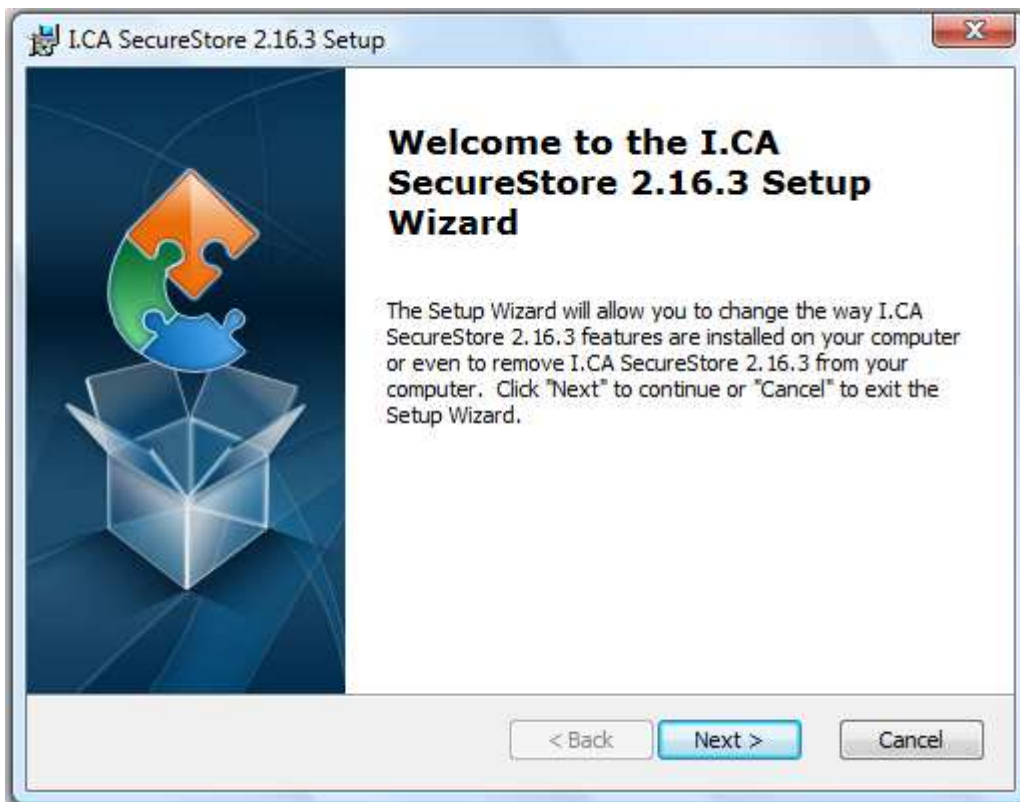 I.CA SecureStore 2.16.3 Setup
Welcome to the I.CA
SecureStore 2.16.3 Setup
Wizard
The Setup Wizard will allow you to change the way I.CA
SecureStore 2.16.3 features are installed on your computer
or even to remove I.CA SecureStore 2.16.3 from your
computer.  Click "Next" to continue or "Cancel" to exit the
Setup Wizard.
< Back Next > Cancel